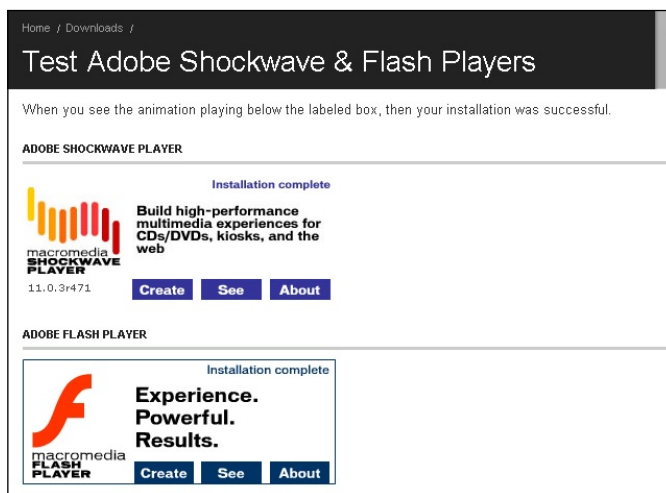 Home / Downloads /
Test Adobe Shockwave & Flash Players
When you see the animation playing below the labeled box, then your installation was successful.
ADOBE SHOCKWAVE PLAYER
Installation complete
Build high-performance
multimedia experiences for
CDs/DVDs, kiosks, and the
web
macromedia
SHOCKWAVE
PLAYER
11.0.3r471
Create See About
ADOBE FLASH PLAYER
Installation complete
Experience.
Powerful.
Results.
macromedia
FLASH
PLAYER
Create See About